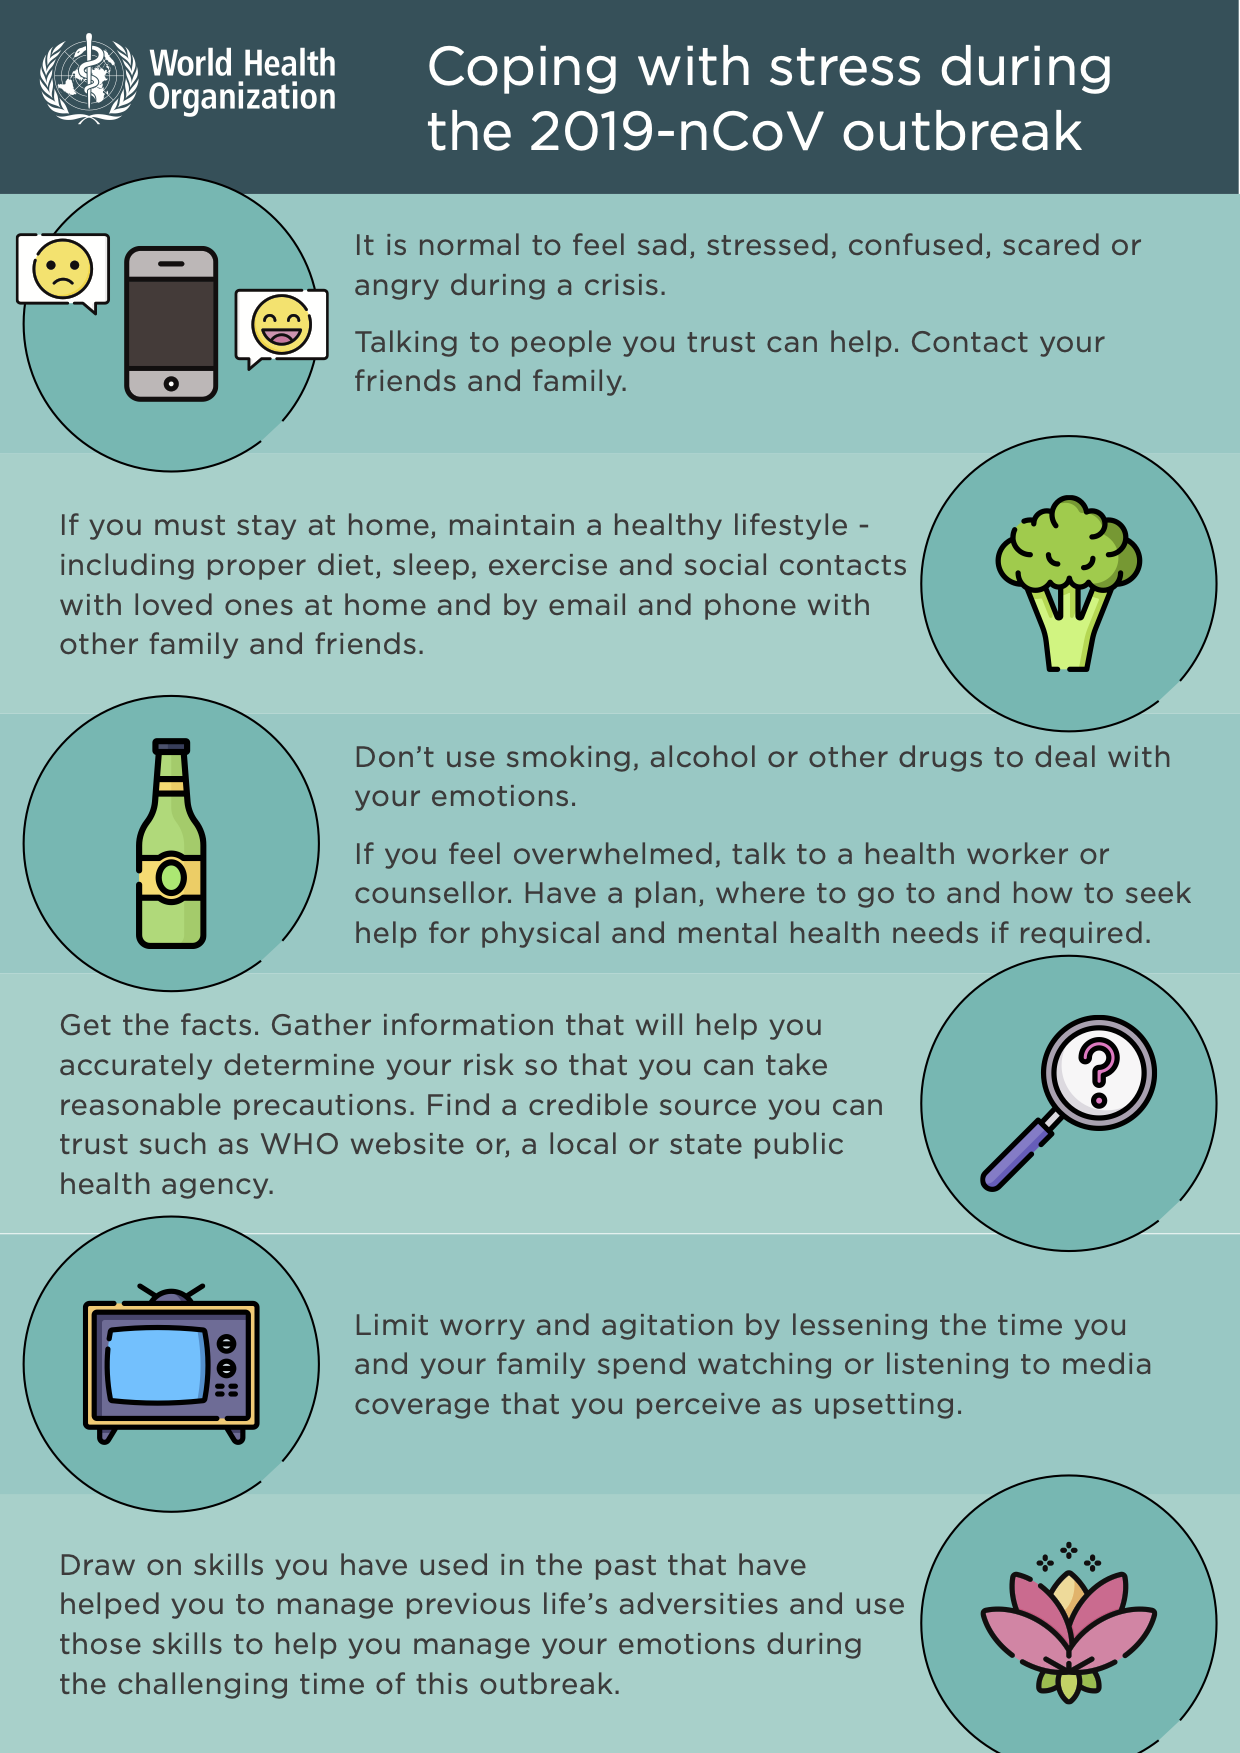 World Health
Organization
Coping with stress during
the 2019-nCoV outbreak
It is normal to feel sad, stressed, confused, scared or
angry during a crisis.
Talking to people you trust can help. Contact your
friends and family.
If you must stay at home, maintain a healthy lifestyle -
including proper diet, sleep, exercise and social contacts
with loved ones at home and by email and phone with
other family and friends.
Don’t use smoking, alcohol or other drugs to deal with
your emotions.
If you feel overwhelmed, talk to a health worker or
counsellor. Have a plan, where to go to and how to seek
help for physical and mental health needs if required.
Get the facts. Gather information that will help you
accurately determine your risk so that you can take
reasonable precautions. Find a credible source you can
trust such as WHO website or, a local or state public
health agency.
?
Limit worry and agitation by lessening the time you
and your family spend watching or listening to media
coverage that you perceive as upsetting.
Draw on skills you have used in the past that have
helped you to manage previous life’s adversities and use
those skills to help you manage your emotions during
the challenging time of this outbreak.